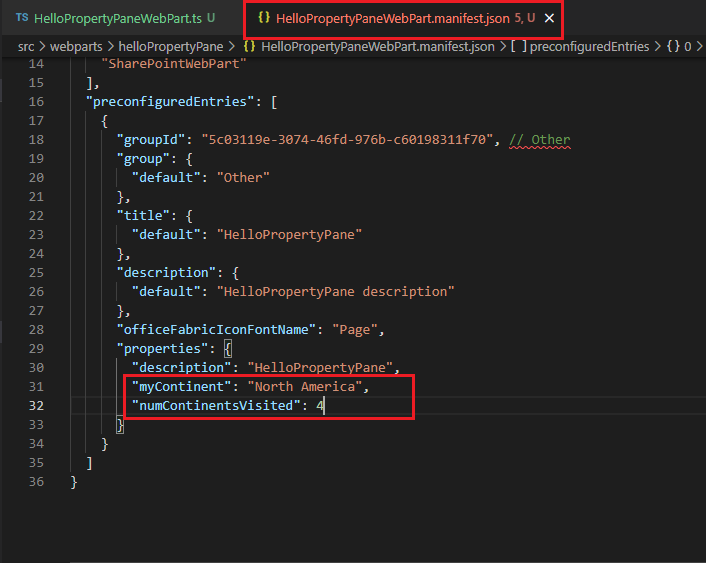 TS HelloPropertyPaneWebPart.ts U
{} HelloPropertyPaneWebPart.manifest.json 5, U ×
src > webparts > helloPropertyPane > {} HelloPropertyPaneWebPart.manifest.json > [ ] preconfiguredEntries > {} 0 >
14 "SharePointWebPart"
15 ],
16 "preconfiguredEntries": [
17 {
18 "groupId": "5c03119e-3074-46fd-976b-c60198311f70", // Other
19 "group": {
20 "default": "Other"
21 },
22 "title": {
23 "default": "HelloPropertyPane"
24 },
25 "description": {
26 "default": "HelloPropertyPane description"
27 },
28 "officeFabricIconFontName": "Page",
29 "properties": {
30 "description": "HelloPropertyPane",
31 "myContinent": "North America",
32 "numContinentsVisited": 4
33 }
34 }
35 ]
36 }